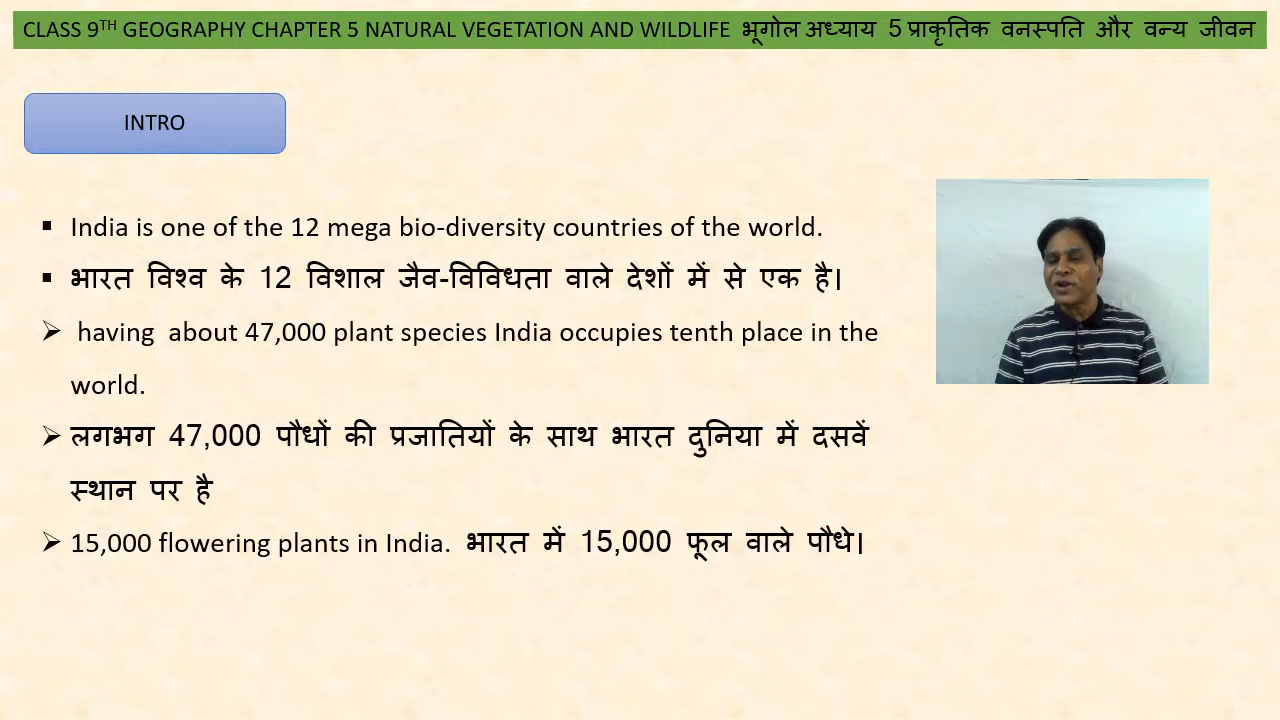 CLASS 9TH GEOGRAPHY CHAPTER 5 NATURAL VEGETATION AND WILDLIFE भूगोल अध्याय 5 प्राकृतिक वनस्पति और वन्य जीवन
INTRO
▪ India is one of the 12 mega bio-diversity countries of the world.
▪ भारत विश्व के 12 विशाल जैव-विविधता वाले देशों में से एक है।
➢ having about 47,000 plant species India occupies tenth place in the
world.
➢ लगभग 47,000 पौधों की प्रजातियों के साथ भारत दुनिया में दसवें
स्थान पर है
➢ 15,000 flowering plants in India. भारत में 15,000 फूल वाले पौधे।